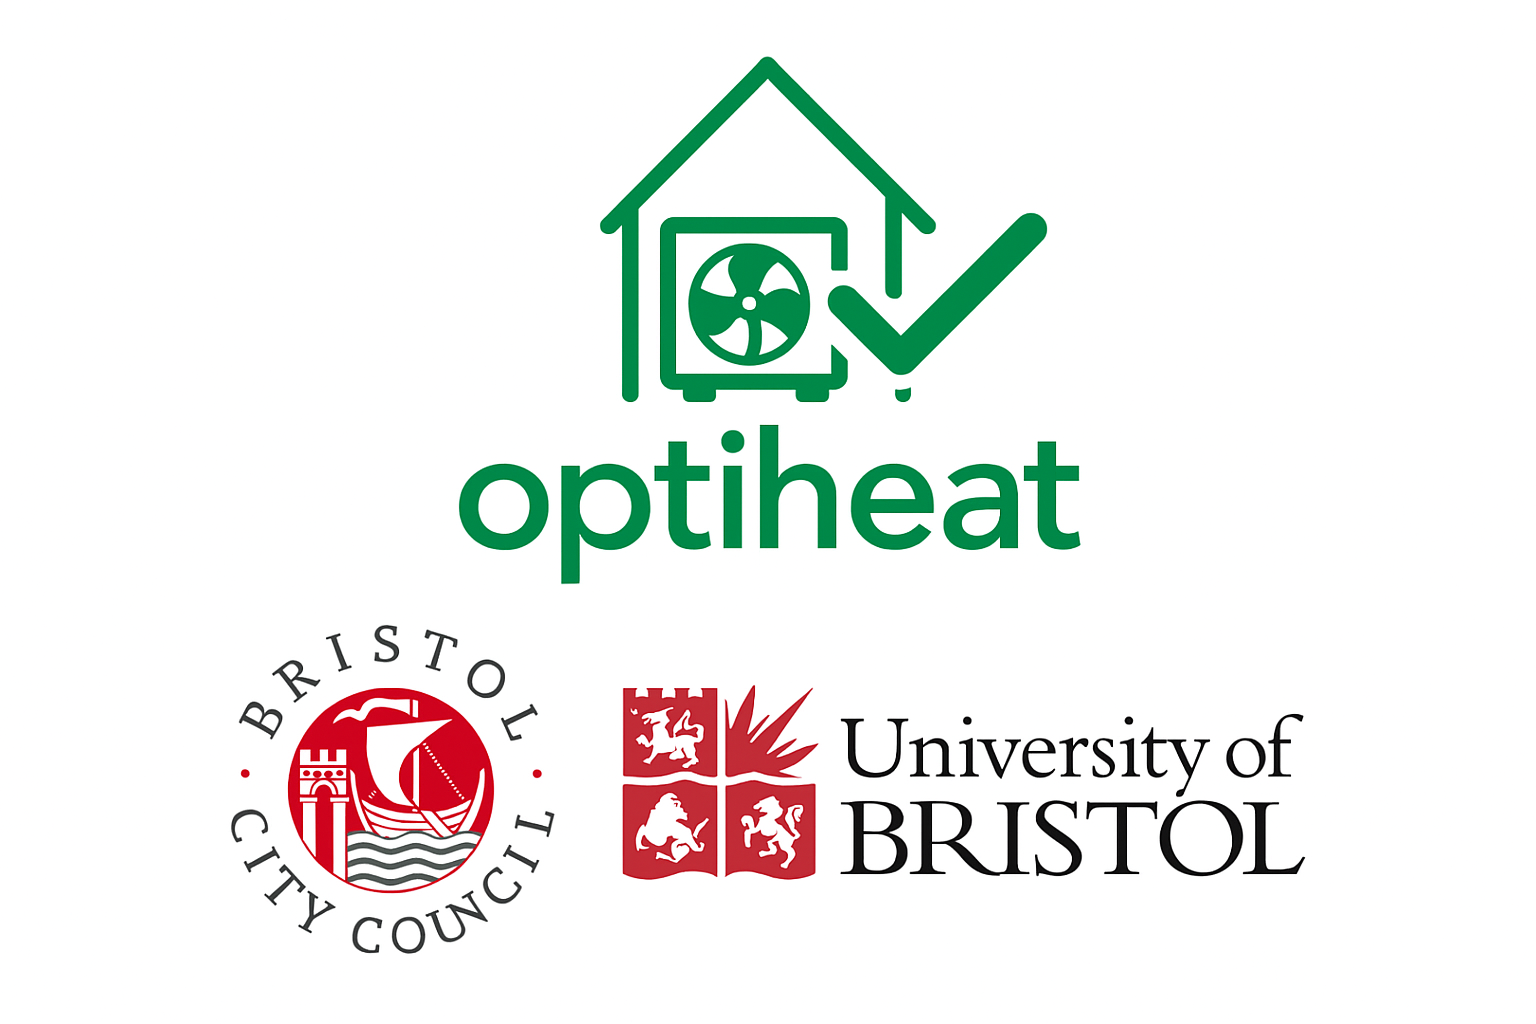 optiheat
BRISTOL
CITY COUNCIL
University of
BRISTOL